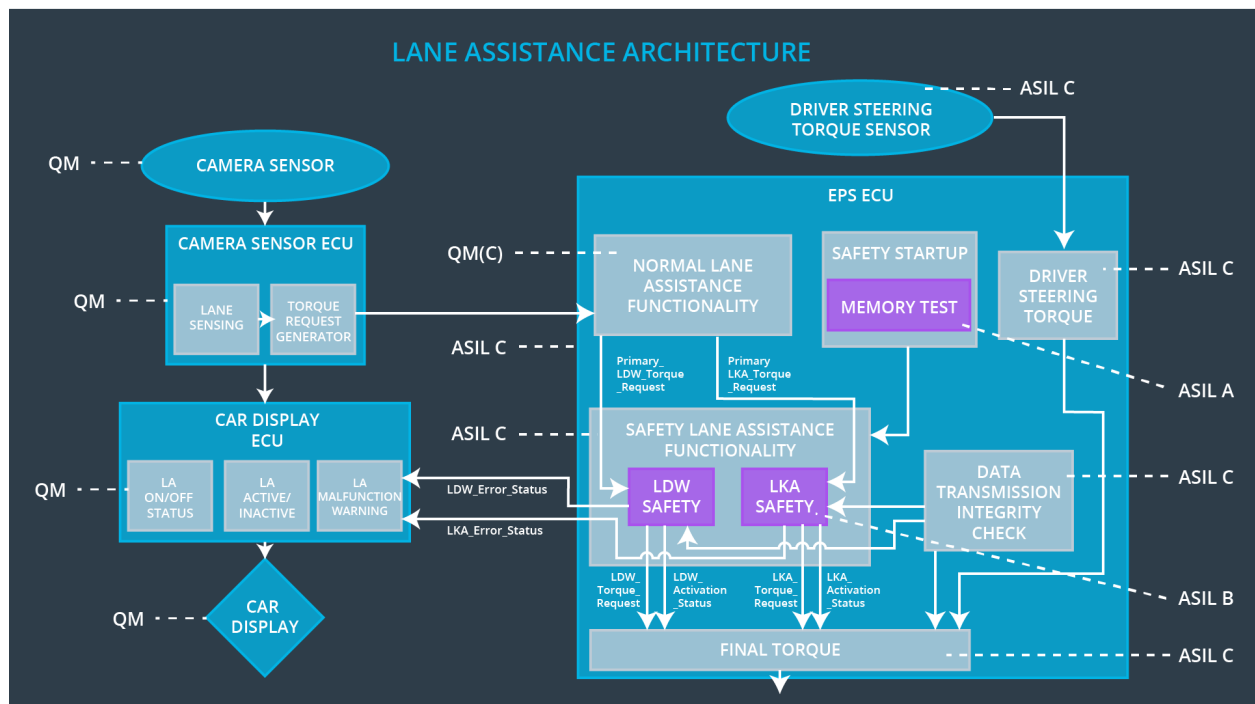 LANE ASSISTANCE ARCHITECTURE
ASIL C
DRIVER STEERING
TORQUE SENSOR
QM
CAMERA SENSOR
EPS ECU
CAMERA SENSOR ECU
QM
LANE
SENSING
TORQUE
REQUEST
GENERATOR
QM(C)
NORMAL LANE
ASSISTANCE
FUNCTIONALITY
SAFETY STARTUP
MEMORY TEST
DRIVER
STEERING
TORQUE
ASIL C
ASIL C
ASIL A
Primary_
LDW_Torque
_Request
Primary
LKA_Torque
_Request
CAR DISPLAY
ECU
QM
LA
ON/OFF
STATUS
LA
ACTIVE/
INACTIVE
LA
MALFUNCTION
WARNING
ASIL C
SAFETY LANE ASSISTANCE
FUNCTIONALITY
LDW
SAFETY
LKA
SAFETY
DATA
TRANSMISSION
INTEGRITY
CHECK
ASIL C
LDW_Error_Status
LKA_Error_Status
LDW_
Torque_
Request
LDW_
Activation
_Status
LKA_
Torque_
Request
LKA_
Activation
_Status
ASIL B
QM
CAR
DISPLAY
FINAL TORQUE
ASIL C